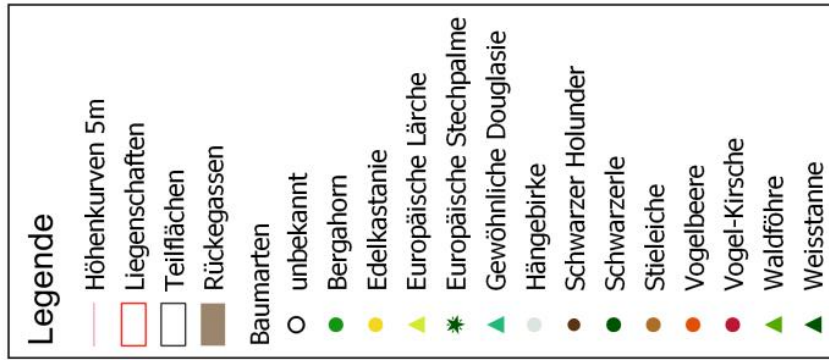 Legende
Höhenkurven 5m
Liegenschaften
Teilflächen
Rückegassen
Baumarten
unbekannt
Bergahorn
Edelkastanie
Europäische Lärche
Europäische Stechpalme
Gewöhnliche Douglasie
Hängebirke
Schwarzer Holunder
Schwarzerle
Stieleiche
Vogelbeere
Vogel-Kirsche
Waldföhre
Weisstanne